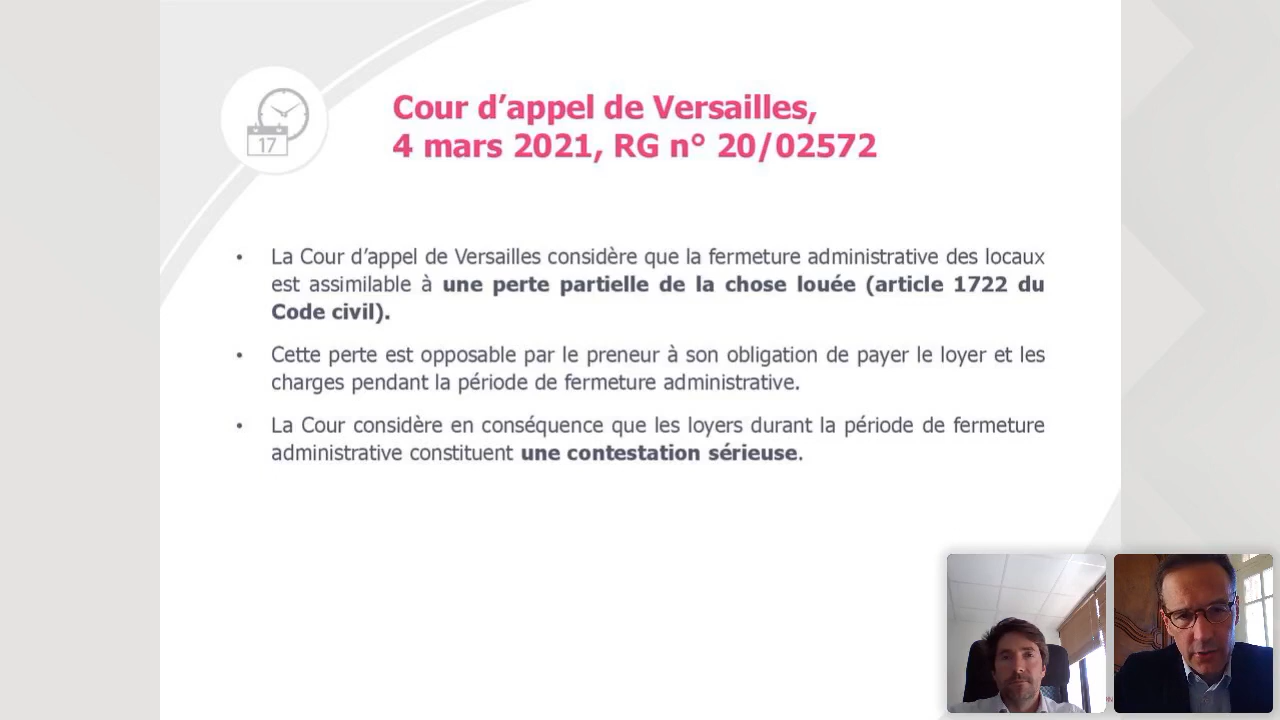 17
Cour d’appel de Versailles,
4 mars 2021, RG n° 20/02572
• La Cour d’appel de Versailles considère que la fermeture administrative des locaux
est assimilable à une perte partielle de la chose louée (article 1722 du
Code civil).
• Cette perte est opposable par le preneur à son obligation de payer le loyer et les
charges pendant la période de fermeture administrative.
• La Cour considère en conséquence que les loyers durant la période de fermeture
administrative constituent une contestation sérieuse.